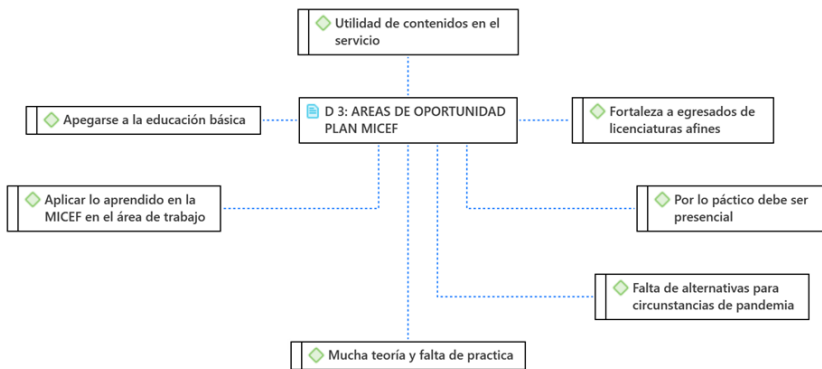 Utilidad de contenidos en el
servicio
Apegarse a la educación básica
D 3: AREAS DE OPORTUNIDAD
PLAN MICEF
Fortaleza a egresados de
licenciaturas afines
Aplicar lo aprendido en la
MICEF en el área de trabajo
Por lo páctico debe ser
presencial
Falta de alternativas para
circunstancias de pandemia
Mucha teoría y falta de practica